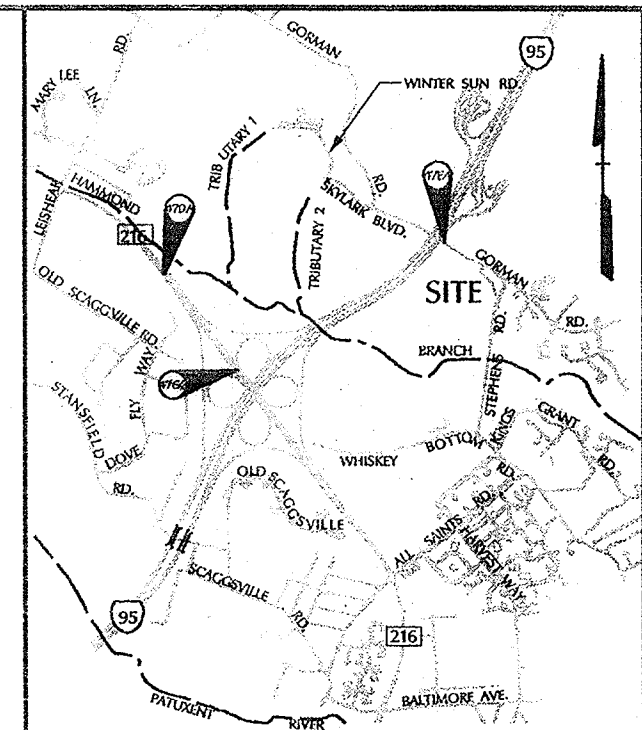 GORMAN
95
RD.
MARY LEE
LN.
WINTER SUN RD.
TRIBUTARY 1
RD.
LEISHEAR
HAMMOND
216
SKYLARK BLVD.
TRIBUTARY 2
SITE
GORMAN
RD.
OLD SCAGGVILLE RD.
BRANCH
STEPHENS
RD.
STANSFIELD
RD.
DOVE
FLY
WAY
WHISKEY
BOTTOM
RD.
KINGS
GRANT
RD.
OLD SCAGGSVILLE
ALL SAINTS RD.
HARVEST WAY
SCAGGSVILLE
RD.
95
216
PATUXENT
RIVER
BALTIMORE AVE.